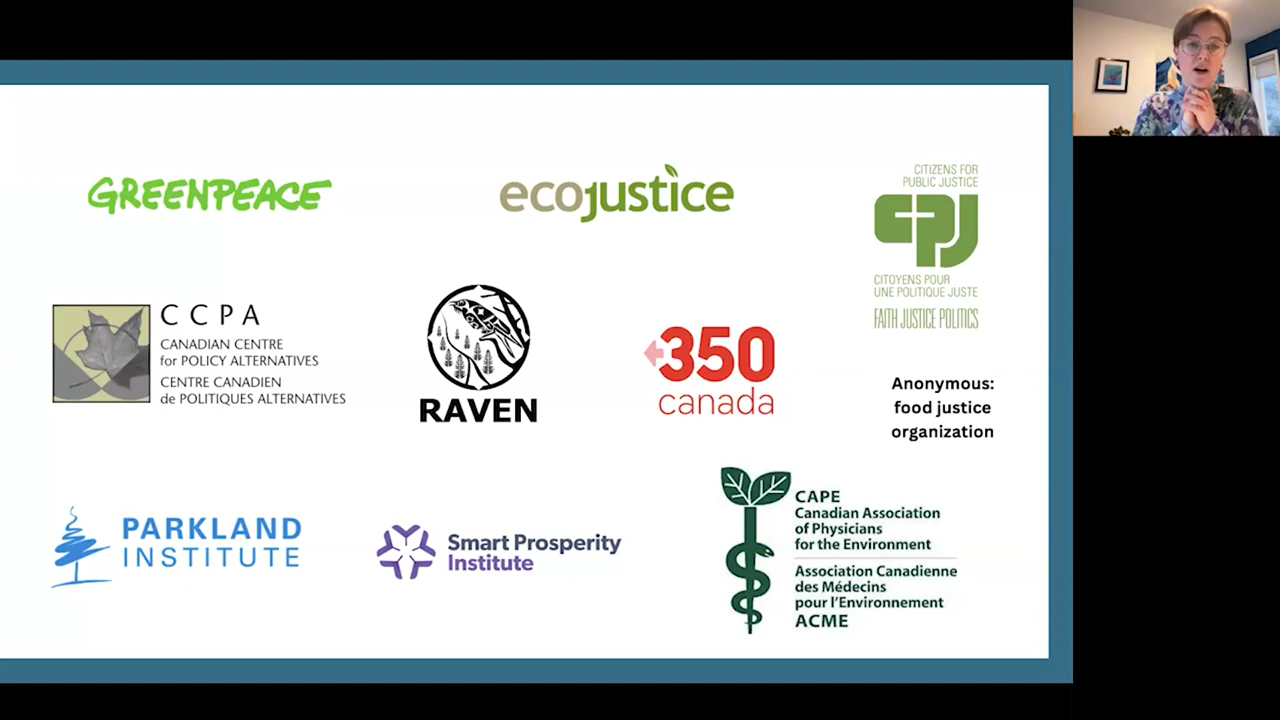 GREENPEACE
ecojustice
CITIZENS FOR
PUBLIC JUSTICE
CPJ
CITOYENS POUR
UNE POLITIQUE JUSTE
FAITH JUSTICE POLITICS
CCPA
CANADIAN CENTRE
for POLICY ALTERNATIVES
CENTRE CANADIEN
de POLITIQUES ALTERNATIVES
RAVEN
350
canada
Anonymous:
food justice
organization
PARKLAND
INSTITUTE
Smart Prosperity
Institute
CAPE
Canadian Association
of Physicians
for the Environment
Association Canadienne
des Médecins
pour l'Environnement
ACME